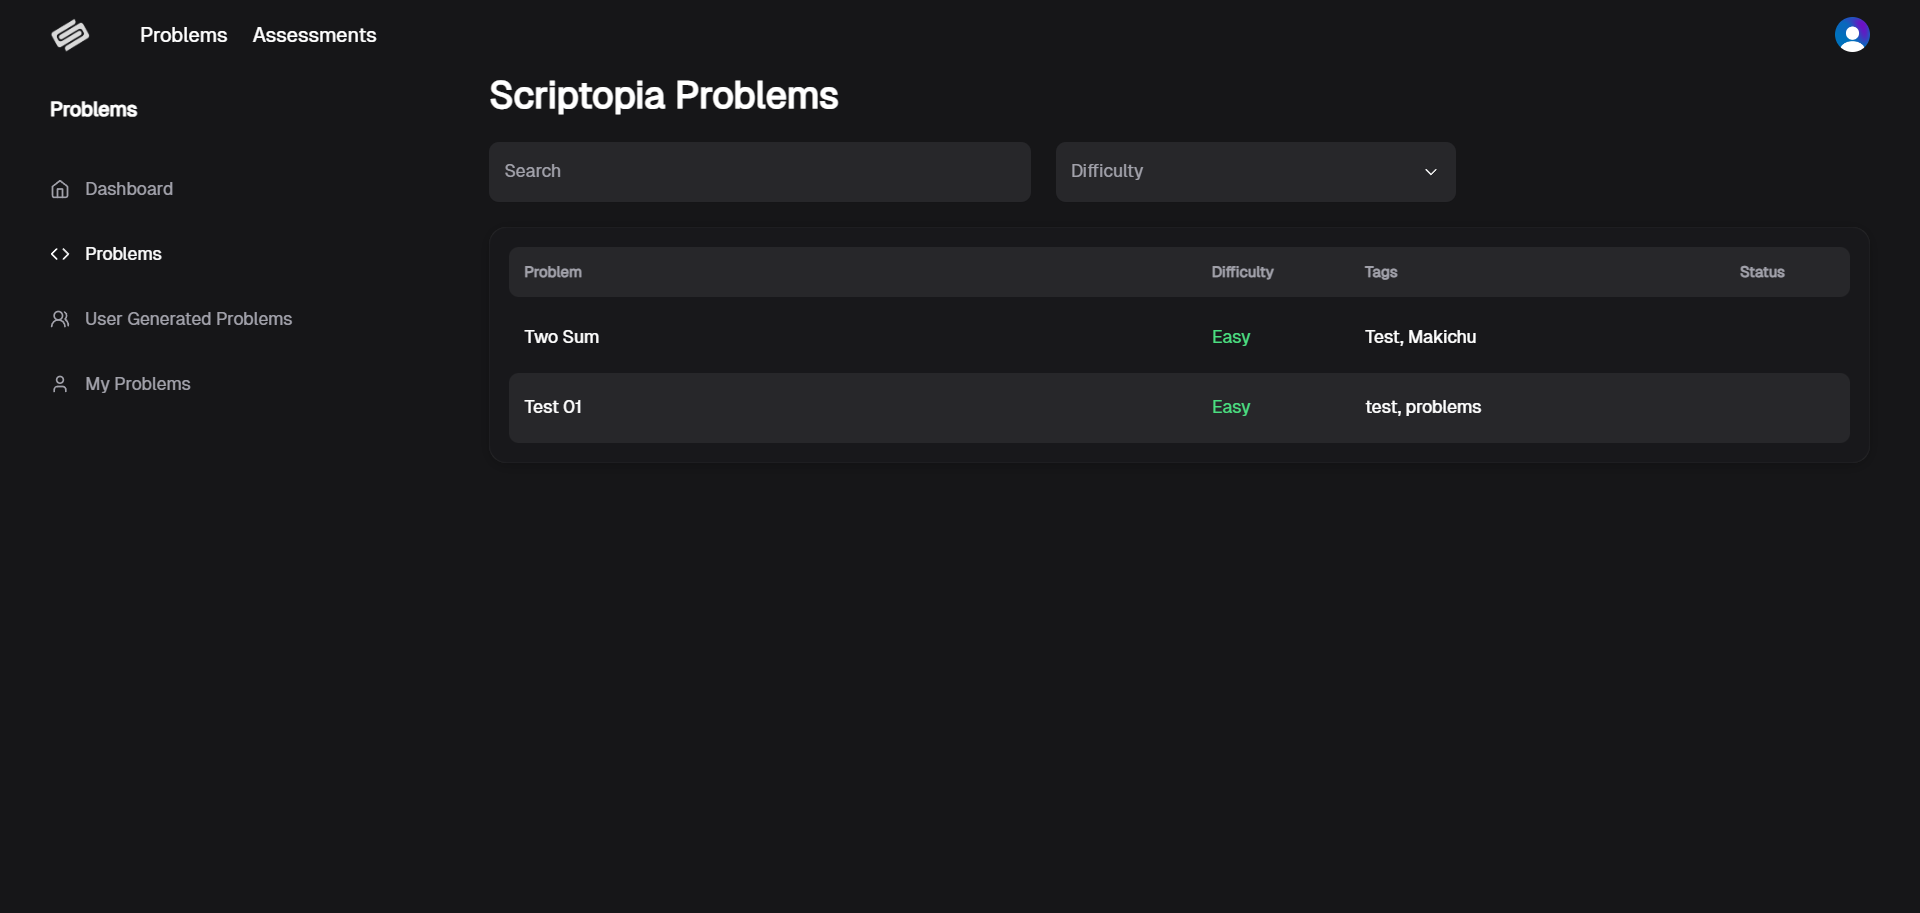 Problems Assessments
Problems
Dashboard
Problems
User Generated Problems
My Problems
Scriptopia Problems
Search
Difficulty
Problem Difficulty Tags Status
Two Sum Easy Test, Makichu
Test 01 Easy test, problems